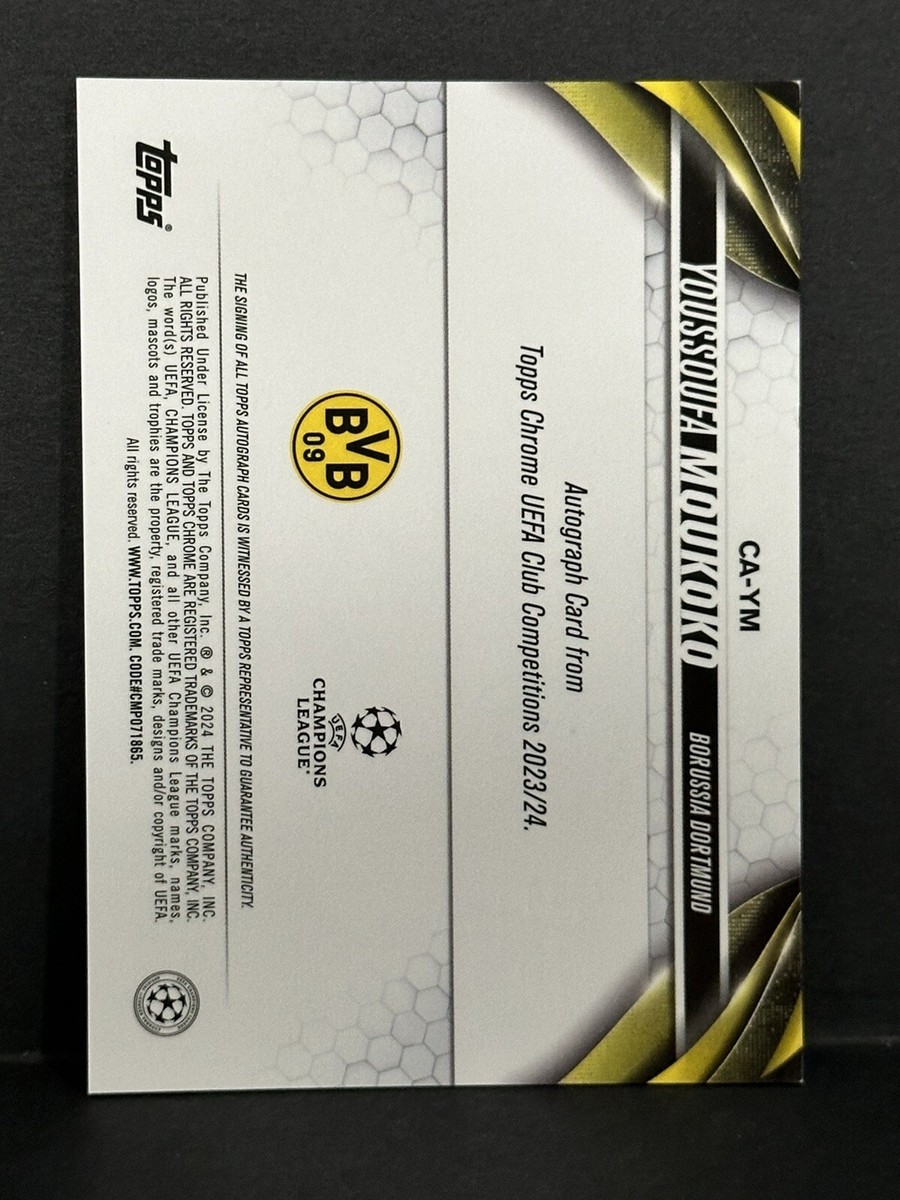 CA-YM
YOUSSOUFA MOUKOKO BORUSSIA DORTMUND
Autograph Card from
Topps Chrome UEFA Club Competitions 2023/24.
BVB
09
UEFA
CHAMPIONS
LEAGUE®
THE SIGNING OF ALL TOPPS AUTOGRAPH CARDS IS WITNESSED BY A TOPPS REPRESENTATIVE TO GUARANTEE AUTHENTICITY.
topps®
Published Under License by The Topps Company, Inc. ® & © 2024 THE TOPPS COMPANY, INC.
ALL RIGHTS RESERVED. TOPPS AND TOPPS CHROME ARE REGISTERED TRADEMARKS OF THE TOPPS COMPANY, INC.
The word(s) UEFA, CHAMPIONS LEAGUE, and all other UEFA Champions League marks, names,
logos, mascots and trophies are the property, registered trade marks, designs and/or copyright of UEFA.
All rights reserved. WWW.TOPPS.COM. CODE#CMP071865.